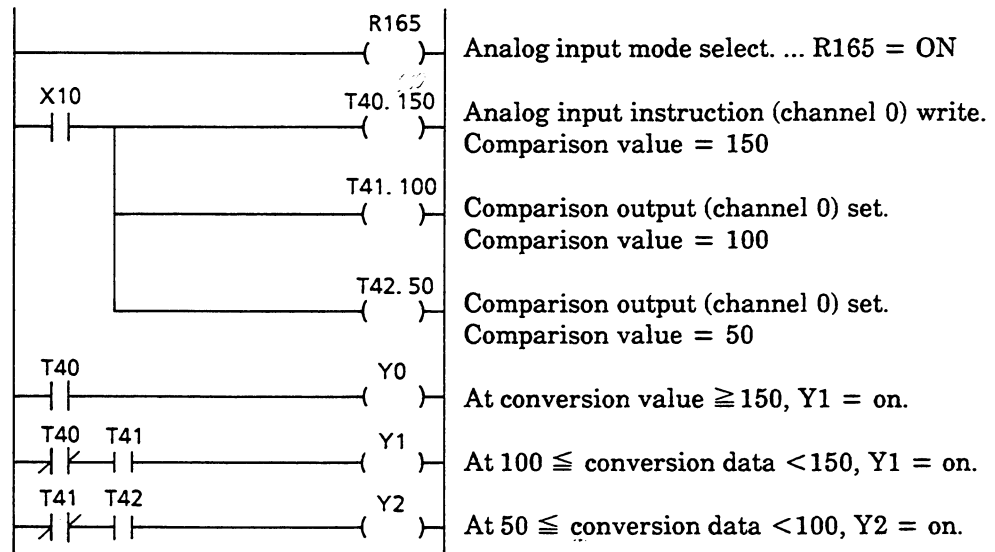 R165
Analog input mode select. ... R165 = ON
X10
T40. 150
Analog input instruction (channel 0) write.
Comparison value = 150
T41. 100
Comparison output (channel 0) set.
Comparison value = 100
T42. 50
Comparison output (channel 0) set.
Comparison value = 50
T40 Y0
At conversion value ≧150, Y1 = on.
T40 T41 Y1
At 100 ≦ conversion data <150, Y1 = on.
T41 T42 Y2
At 50 ≦ conversion data <100, Y2 = on.